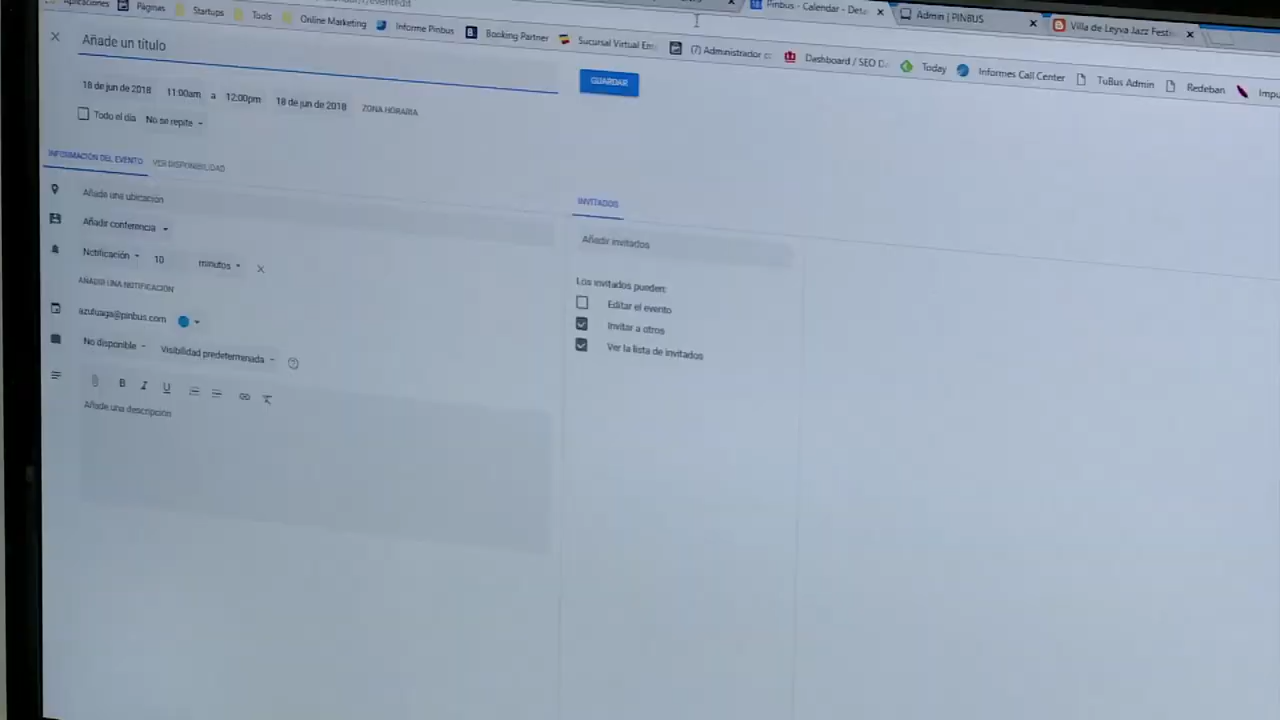 Pinbus - Calendar - Deta
Admin | PINBUS
Villa de Leyva Jazz Festi
Aplicaciones
Páginas
Startups
Tools
Online Marketing
Informe Pinbus
Booking Partner
Sucursal Virtual Em
(7) Administrador c
Dashboard / SEO D
Today
Informes Call Center
TuBus Admin
Redeban
Impu
Añade un título
GUARDAR
18 de jun de 2018 11:00am a 12:00pm 18 de jun de 2018 ZONA HORARIA
Todo el día No se repite
INFORMACIÓN DEL EVENTO VER DISPONIBILIDAD
Añade una ubicación
Añadir conferencia
Notificación 10 minutos
AÑADIR UNA NOTIFICACIÓN
azuluaga@pinbus.com
No disponible Visibilidad predeterminada
B I U
Añade una descripción
INVITADOS
Añadir invitados
Los invitados pueden:
Editar el evento
Invitar a otros
Ver la lista de invitados